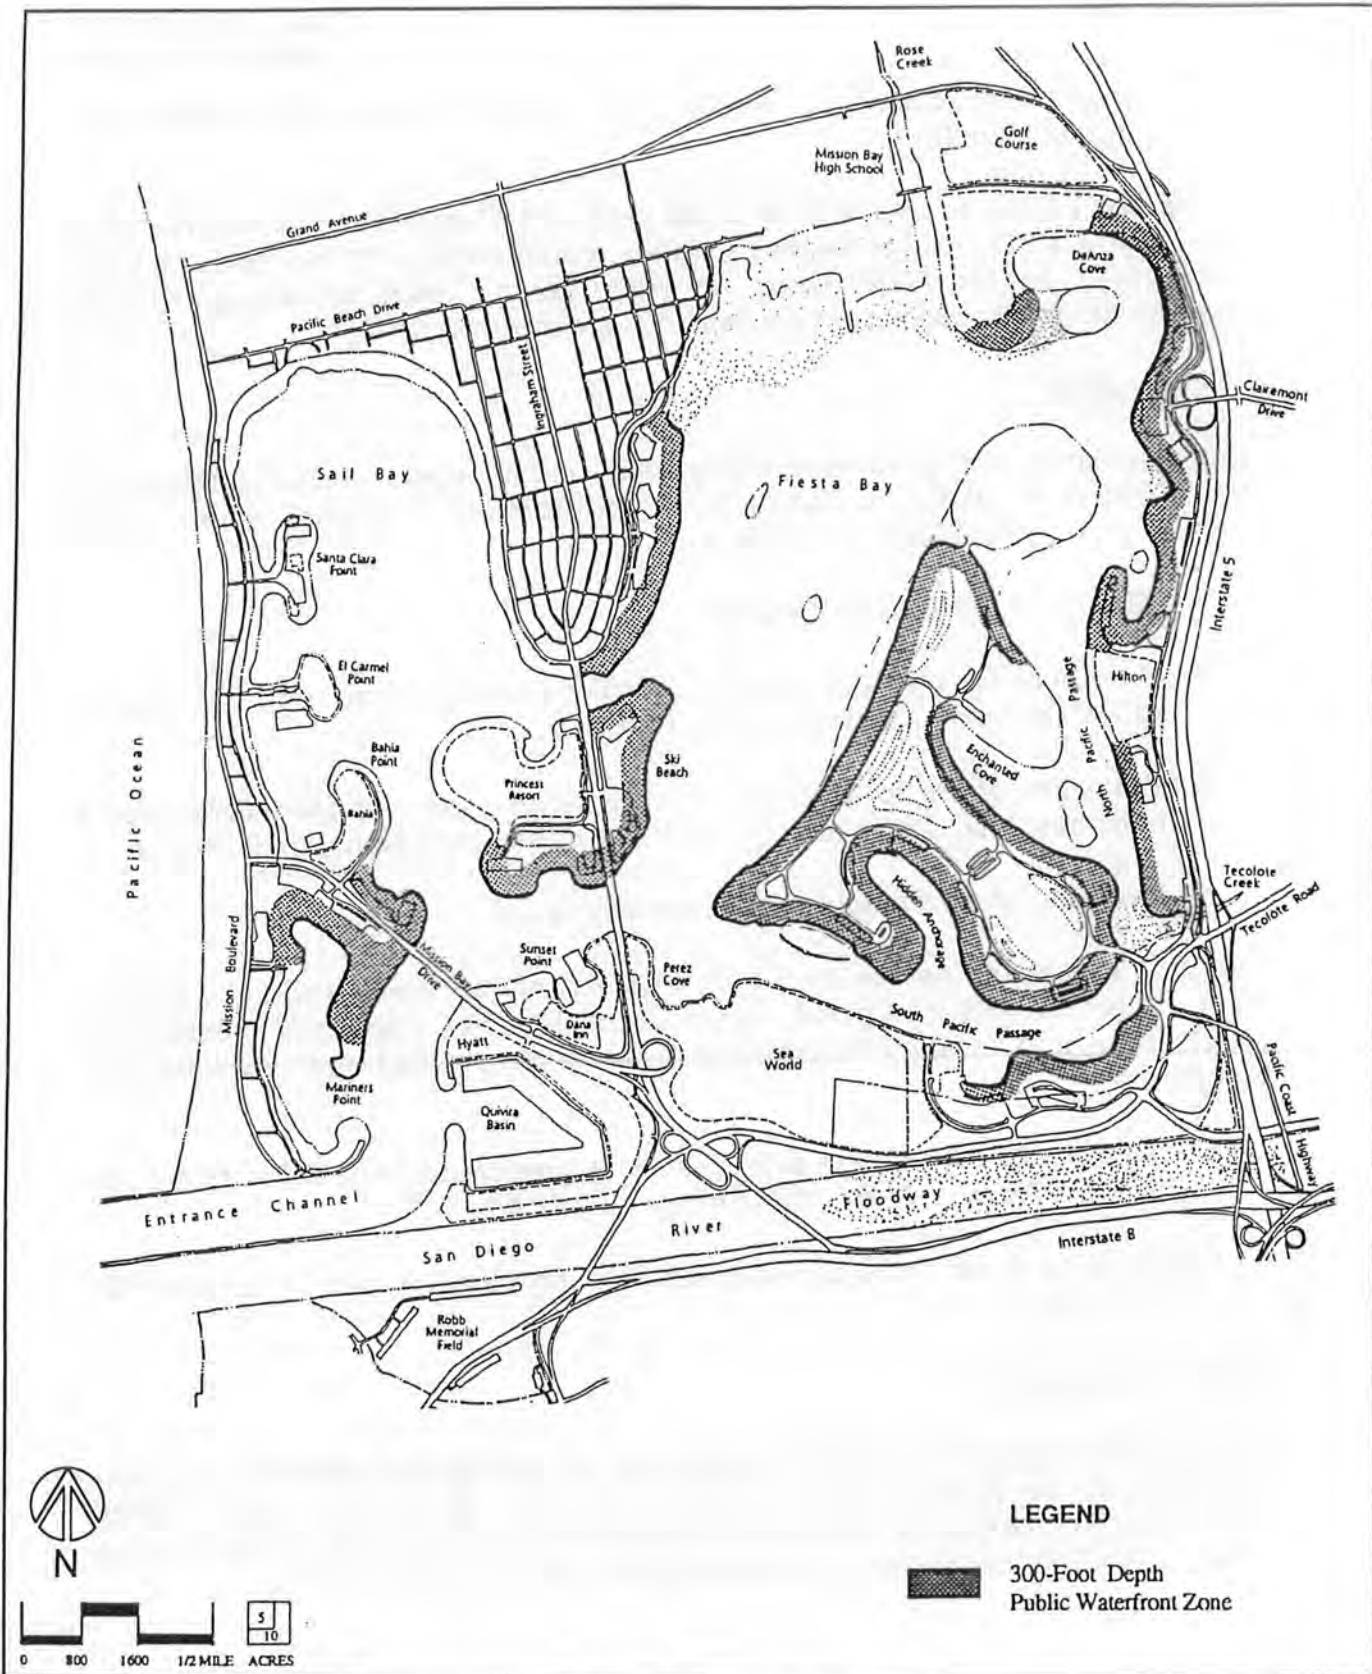 Rose
Creek
Golf
Course
Mission Bay
High School
Grand Avenue
DeAnza
Cove
Pacific Beach Drive
Ingraham Street
Clairemont
Drive
Sail Bay
Fiesta Bay
Santa Clara
Point
Interstate 5
El Carmel
Point
Hilton
North Pacific Passage
Pacific Ocean
Bahia
Point
Ski
Beach
Enchanted
Cove
Princess
Resort
Bahia
Tecolote
Creek
Tecolote Road
Hidden Anchorage
Mission Boulevard
Mission Bay
Drive
Sunset
Point
Perez
Cove
Dana
Inn
South Pacific Passage
Hyatt
Sea
World
Pacific Coast Highway
Mariners
Point
Quivira
Basin
Entrance Channel
Floodway
San Diego River
Interstate 8
Robb
Memorial
Field
N
LEGEND
300-Foot Depth
Public Waterfront Zone
5
10
0 800 1600 1/2 MILE ACRES